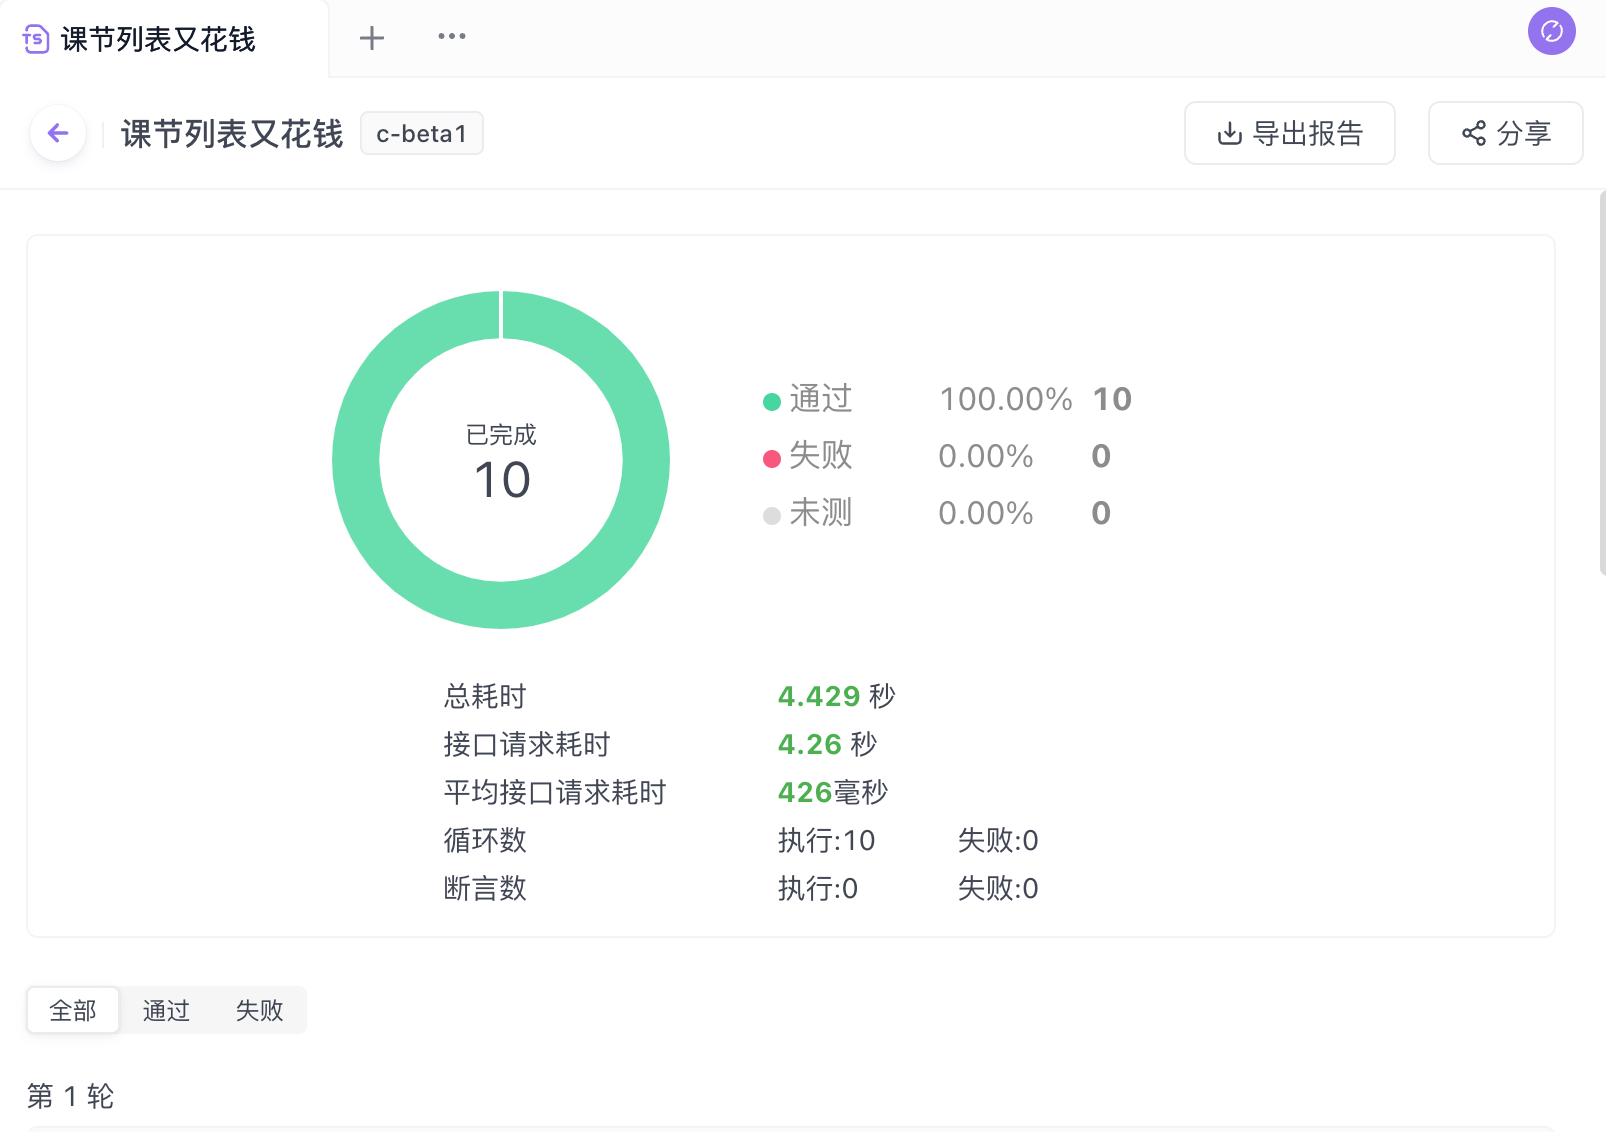 TS 课节列表又花钱
课节列表又花钱 c-beta1 导出报告 分享
已完成
10
通过 100.00% 10
失败 0.00% 0
未测 0.00% 0
总耗时 4.429 秒
接口请求耗时 4.26 秒
平均接口请求耗时 426毫秒
循环数 执行:10 失败:0
断言数 执行:0 失败:0
全部 通过 失败
第 1 轮